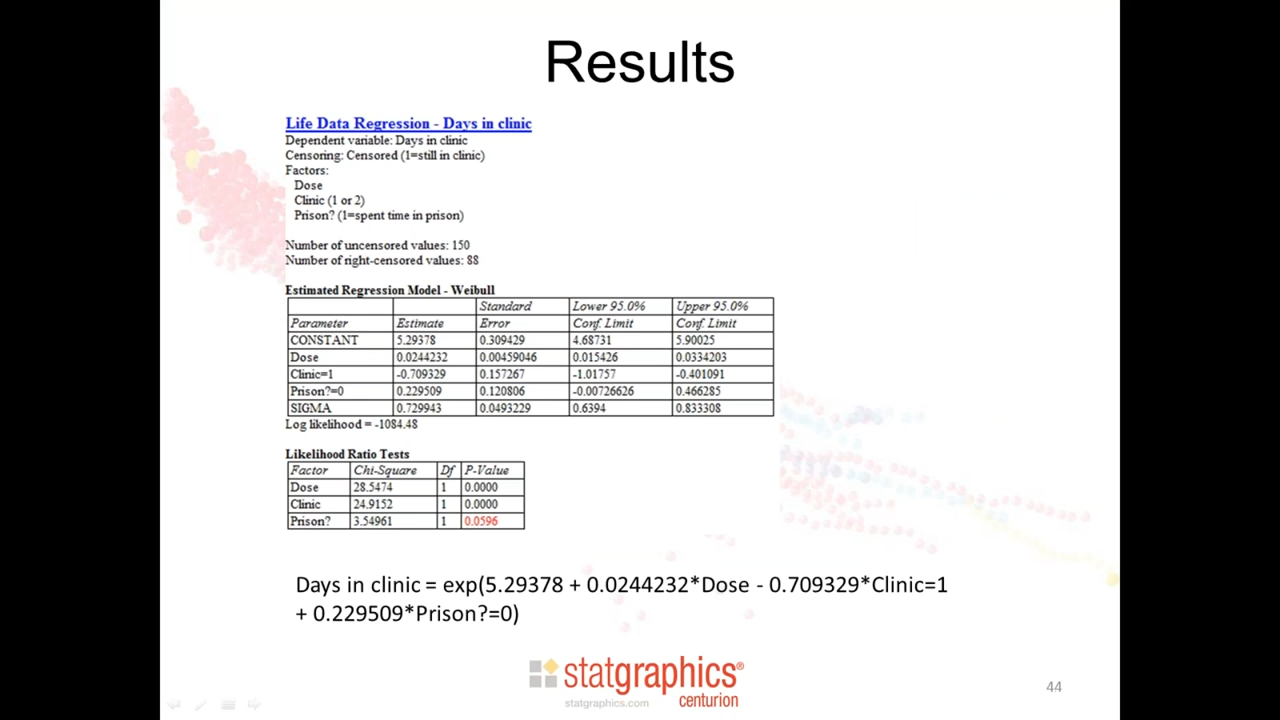 Results
Life Data Regression - Days in clinic
Dependent variable: Days in clinic
Censoring: Censored (1=still in clinic)
Factors:
Dose
Clinic (1 or 2)
Prison? (1=spent time in prison)
Number of uncensored values: 150
Number of right-censored values: 88
Estimated Regression Model - Weibull
Standard Lower 95.0% Upper 95.0%
Parameter Estimate Error Conf. Limit Conf. Limit
CONSTANT 5.29378 0.309429 4.68731 5.90025
Dose 0.0244232 0.00459046 0.015426 0.0334203
Clinic=1 -0.709329 0.157267 -1.01757 -0.401091
Prison?=0 0.229509 0.120806 -0.00726626 0.466285
SIGMA 0.729943 0.0493229 0.6394 0.833308
Log likelihood = -1084.48
Likelihood Ratio Tests
Factor Chi-Square Df P-Value
Dose 28.5474 1 0.0000
Clinic 24.9152 1 0.0000
Prison? 3.54961 1 0.0596
Days in clinic = exp(5.29378 + 0.0244232*Dose - 0.709329*Clinic=1
+ 0.229509*Prison?=0)
statgraphics®
centurion
statgraphics.com
44